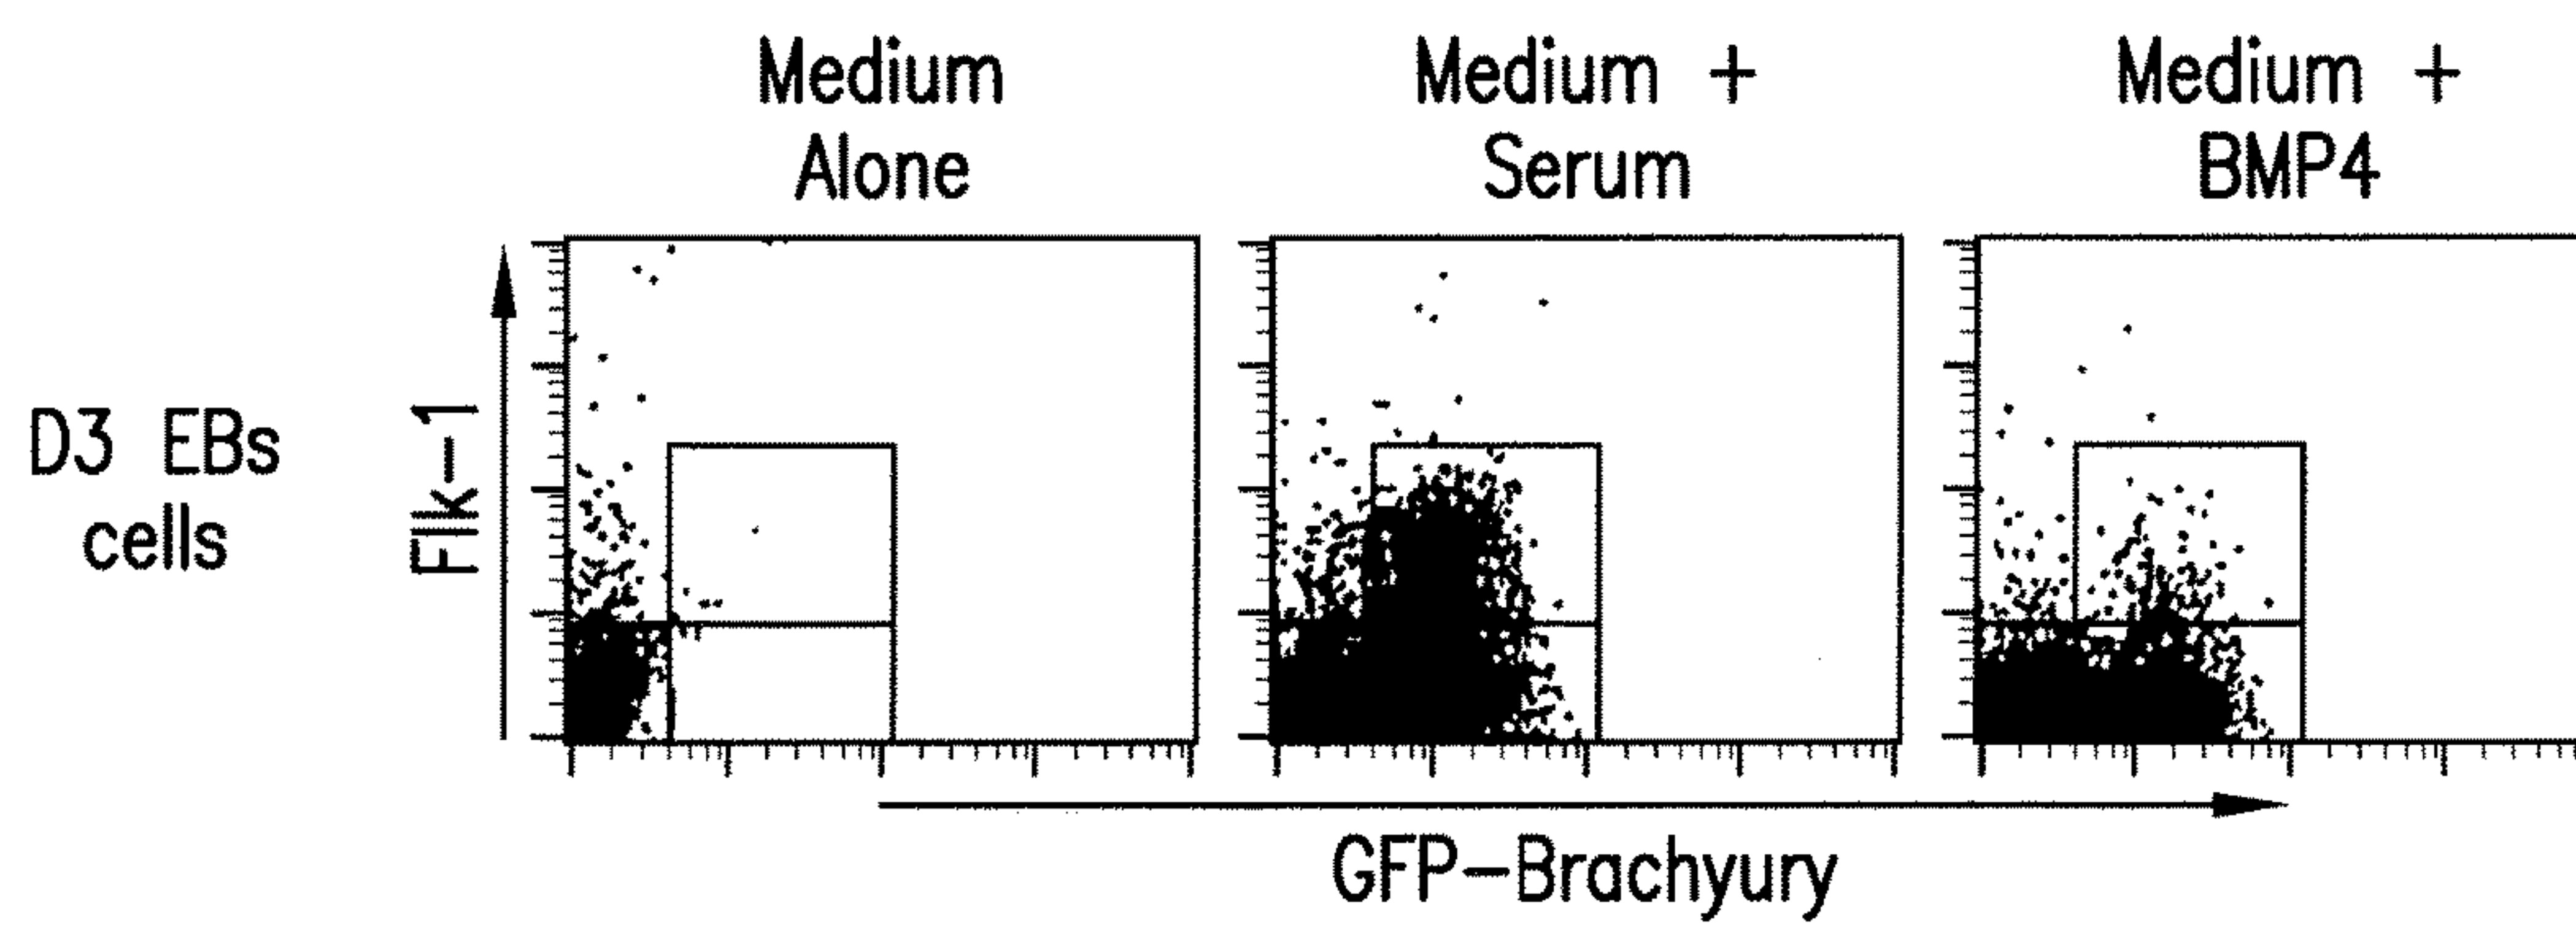 Medium
Alone
Medium +
Serum
Medium +
BMP4
D3 EBs
cells
Flk-1
GFP-Brachyury